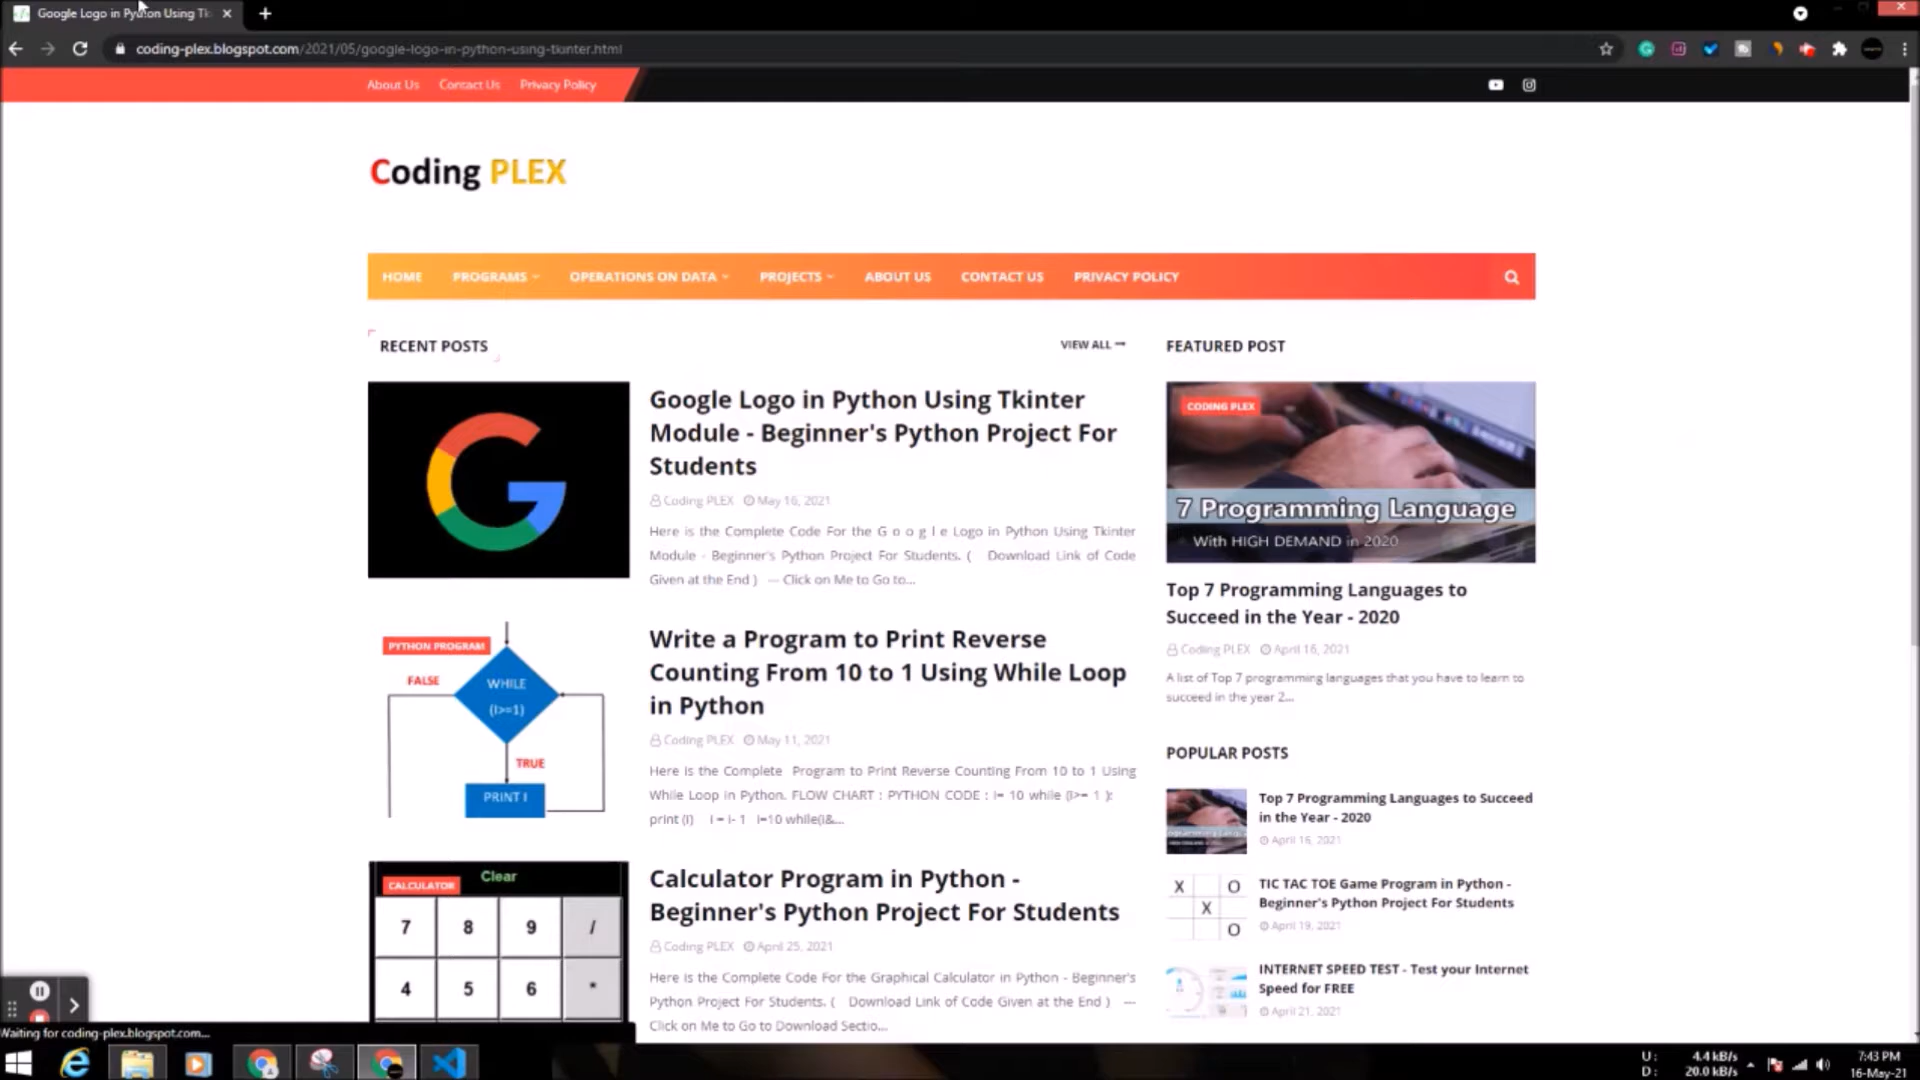 Google Logo in Python Using Tk
coding-plex.blogspot.com/2021/05/google-logo-in-python-using-tkinter.html
About Us Contact Us Privacy Policy
Coding PLEX
HOME PROGRAMS OPERATIONS ON DATA PROJECTS ABOUT US CONTACT US PRIVACY POLICY
RECENT POSTS
VIEW ALL
Google Logo in Python Using Tkinter
Module - Beginner's Python Project For
Students
Coding PLEX May 16, 2021
Here is the Complete Code For the G o o g l e Logo in Python Using Tkinter
Module - Beginner's Python Project For Students. ( Download Link of Code
Given at the End ) --- Click on Me to Go to...
PYTHON PROGRAM
FALSE
WHILE
(I>=1)
TRUE
PRINT I
Write a Program to Print Reverse
Counting From 10 to 1 Using While Loop
in Python
Coding PLEX May 11, 2021
Here is the Complete Program to Print Reverse Counting From 10 to 1 Using
While Loop in Python. FLOW CHART : PYTHON CODE : i= 10 while (i>= 1 ):
print (i) i = i- 1 i=10 while(i&...
Clear
CALCULATOR
7 8 9 /
4 5 6 *
Calculator Program in Python -
Beginner's Python Project For Students
Coding PLEX April 25, 2021
Here is the Complete Code For the Graphical Calculator in Python - Beginner's
Python Project For Students. ( Download Link of Code Given at the End ) ---
Click on Me to Go to Download Sectio...
FEATURED POST
CODING PLEX
7 Programming Language
With HIGH DEMAND in 2020
Top 7 Programming Languages to
Succeed in the Year - 2020
Coding PLEX April 16, 2021
A list of Top 7 programming languages that you have to learn to
succeed in the year 2...
POPULAR POSTS
Top 7 Programming Languages to Succeed
in the Year - 2020
April 16, 2021
X O
X
O
TIC TAC TOE Game Program in Python -
Beginner's Python Project For Students
April 19, 2021
INTERNET SPEED TEST - Test your Internet
Speed for FREE
April 21, 2021
Waiting for coding-plex.blogspot.com...
U: 4.4 kB/s
D: 20.0 kB/s
7:43 PM
16-May-21